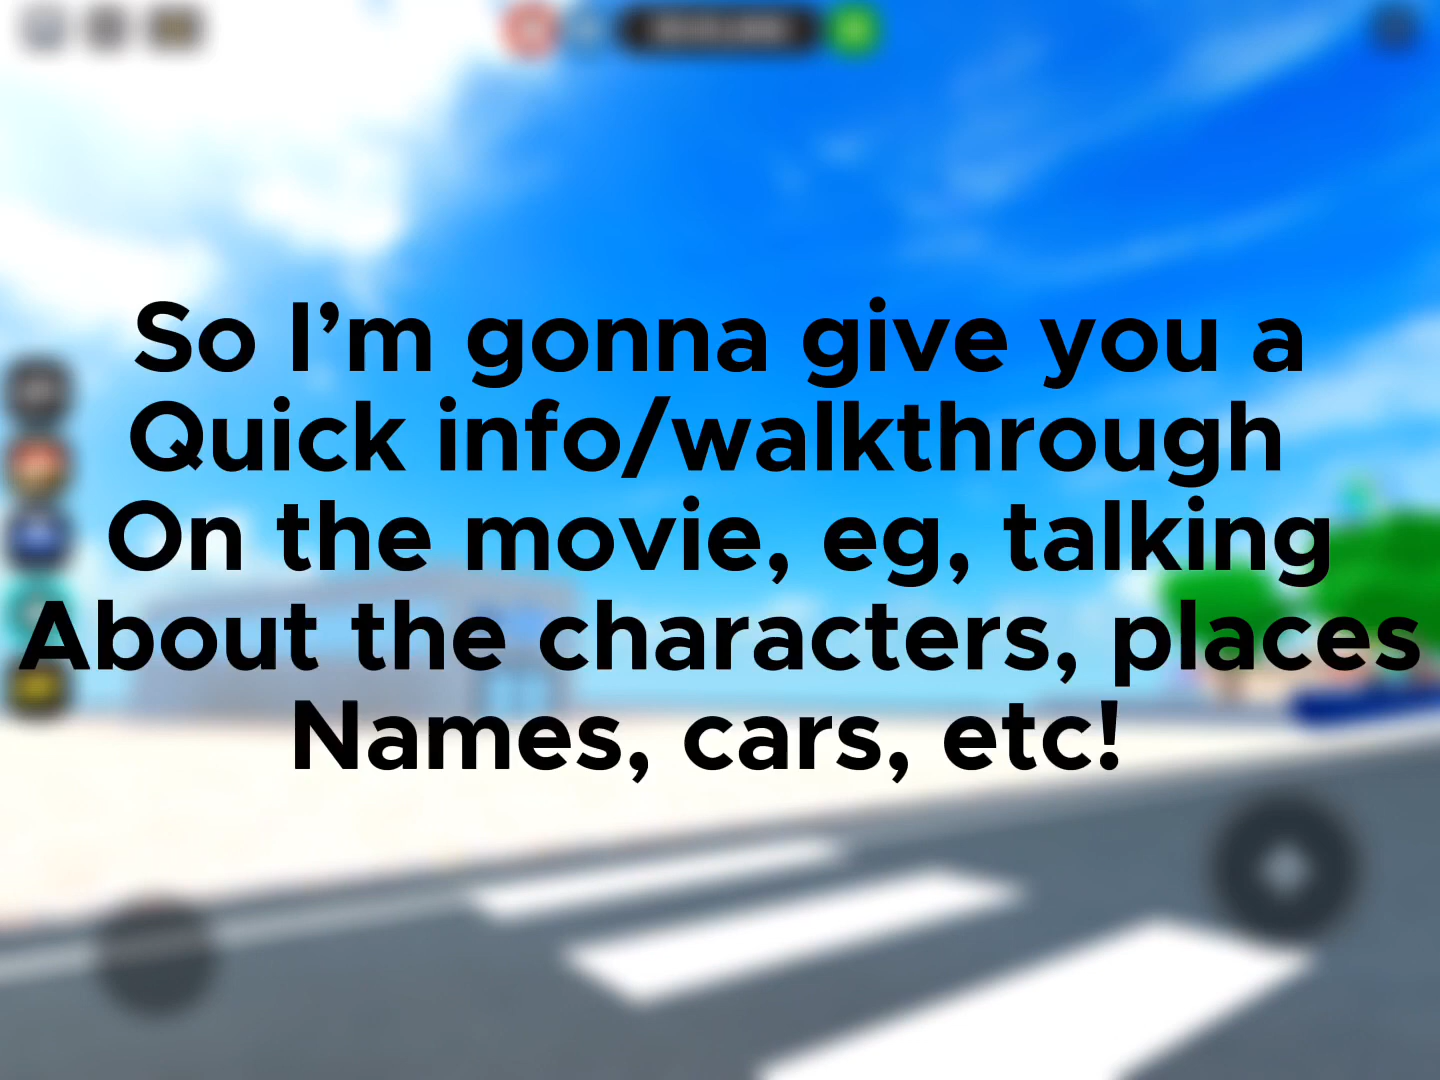 So I’m gonna give you a
Quick info/walkthrough
On the movie, eg, talking
About the characters, places
Names, cars, etc!